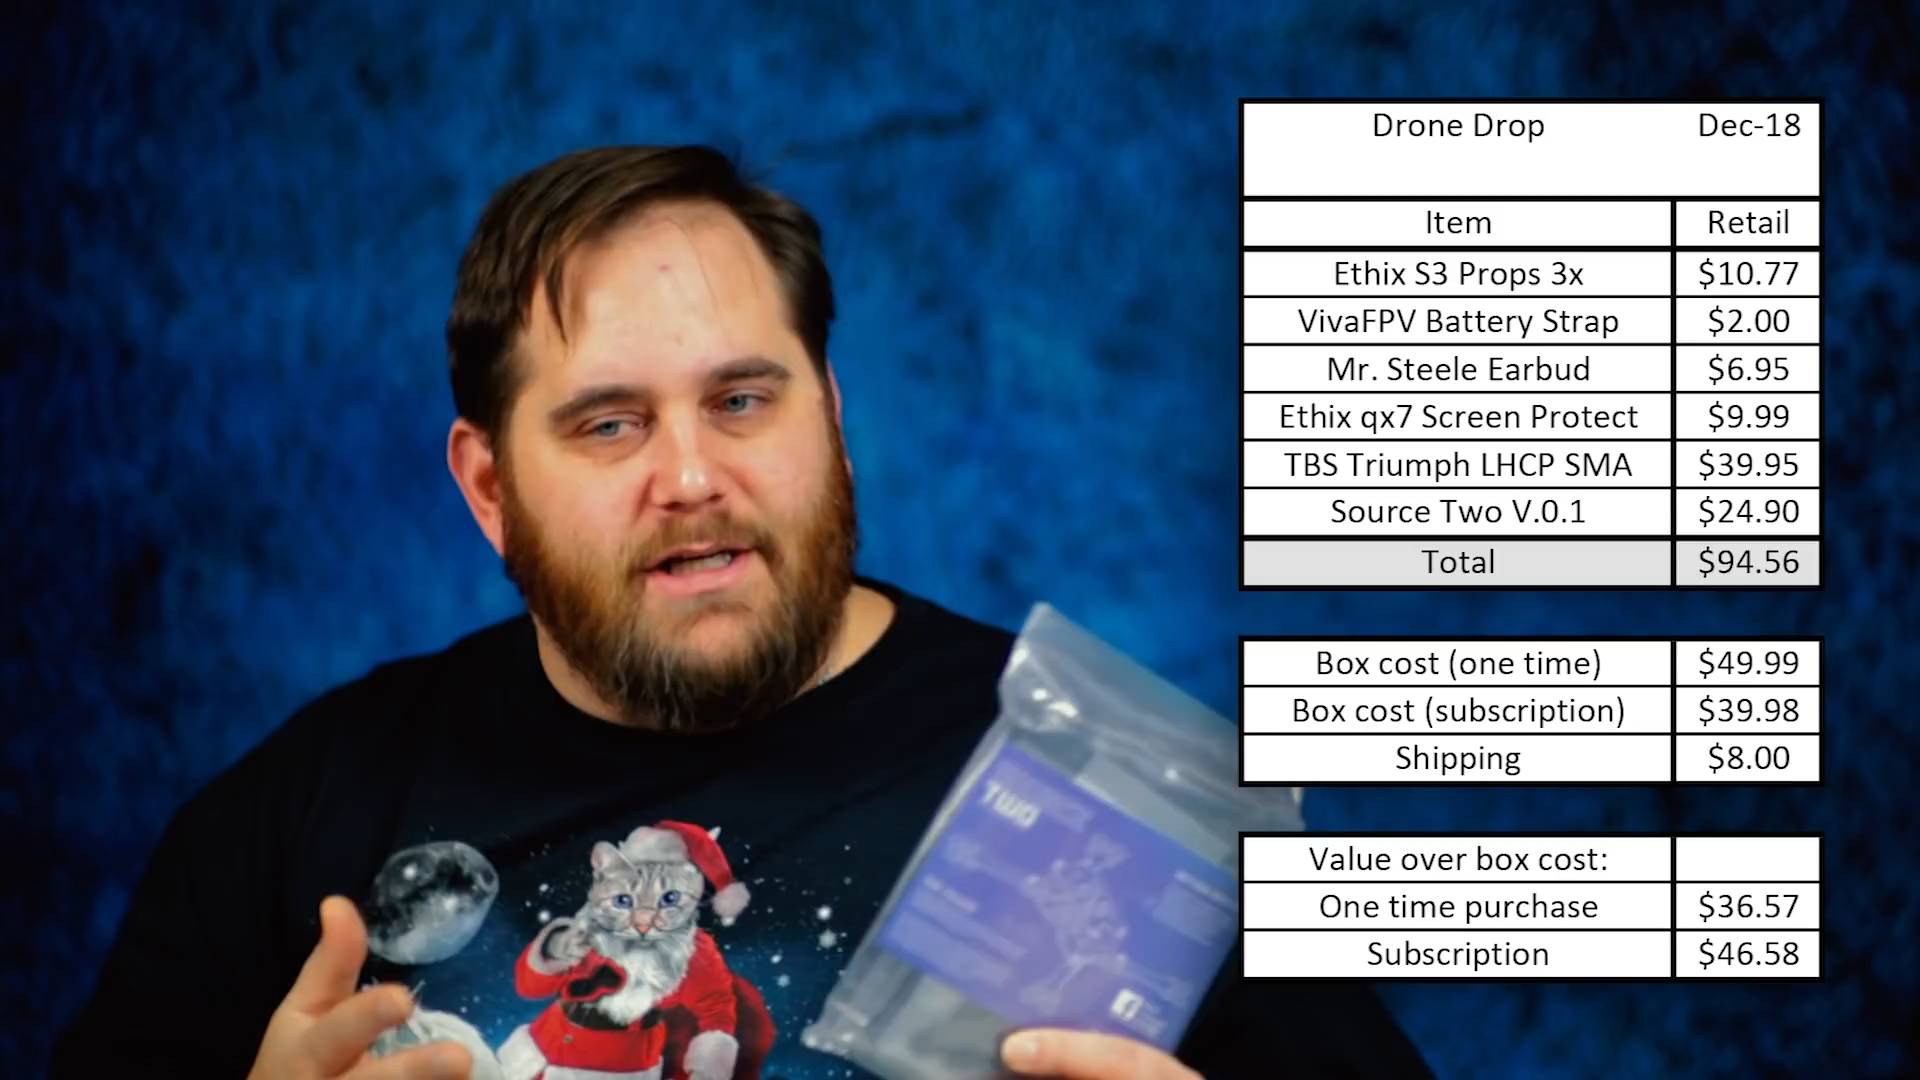 Drone Drop Dec-18
Item Retail
Ethix S3 Props 3x $10.77
VivaFPV Battery Strap $2.00
Mr. Steele Earbud $6.95
Ethix qx7 Screen Protect $9.99
TBS Triumph LHCP SMA $39.95
Source Two V.0.1 $24.90
Total $94.56
Box cost (one time) $49.99
Box cost (subscription) $39.98
Shipping $8.00
Value over box cost:
One time purchase $36.57
Subscription $46.58
Two